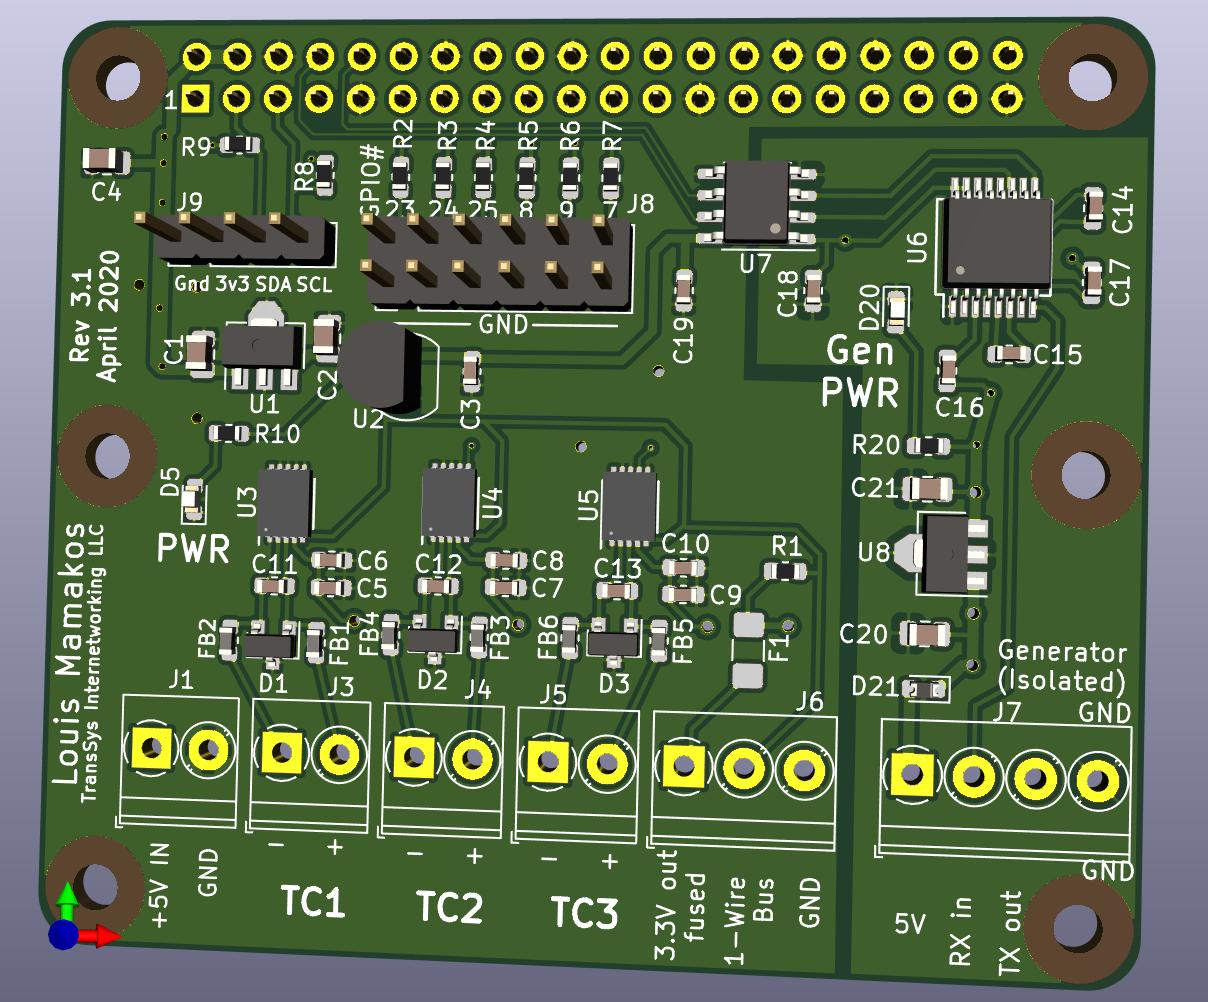 1
R9
C4
R8
GPIO#
R2
R3
R4
R5
R6
R7
23
24
25
8
9
7
J9
J8
Gnd 3v3 SDA SCL
GND
U7
U6
C14
C17
C18
C19
D20
C15
C16
Gen
PWR
Rev 3.1
April 2020
C1
U1
C2
U2
C3
R10
D5
PWR
U3
U4
U5
R20
C21
U8
C11
C6
C5
C12
C8
C7
C13
C10
C9
R1
FB2
FB1
FB4
FB3
FB6
FB5
F1
C20
D21
D1
D2
D3
Generator
(Isolated)
J1
J3
J4
J5
J6
J7
GND
Louis Mamakos
TransSys Internetworking LLC
+5V IN
GND
−
+
TC1
−
+
TC2
−
+
TC3
3.3V out
fused
1-Wire
Bus
GND
5V
RX in
TX out
GND